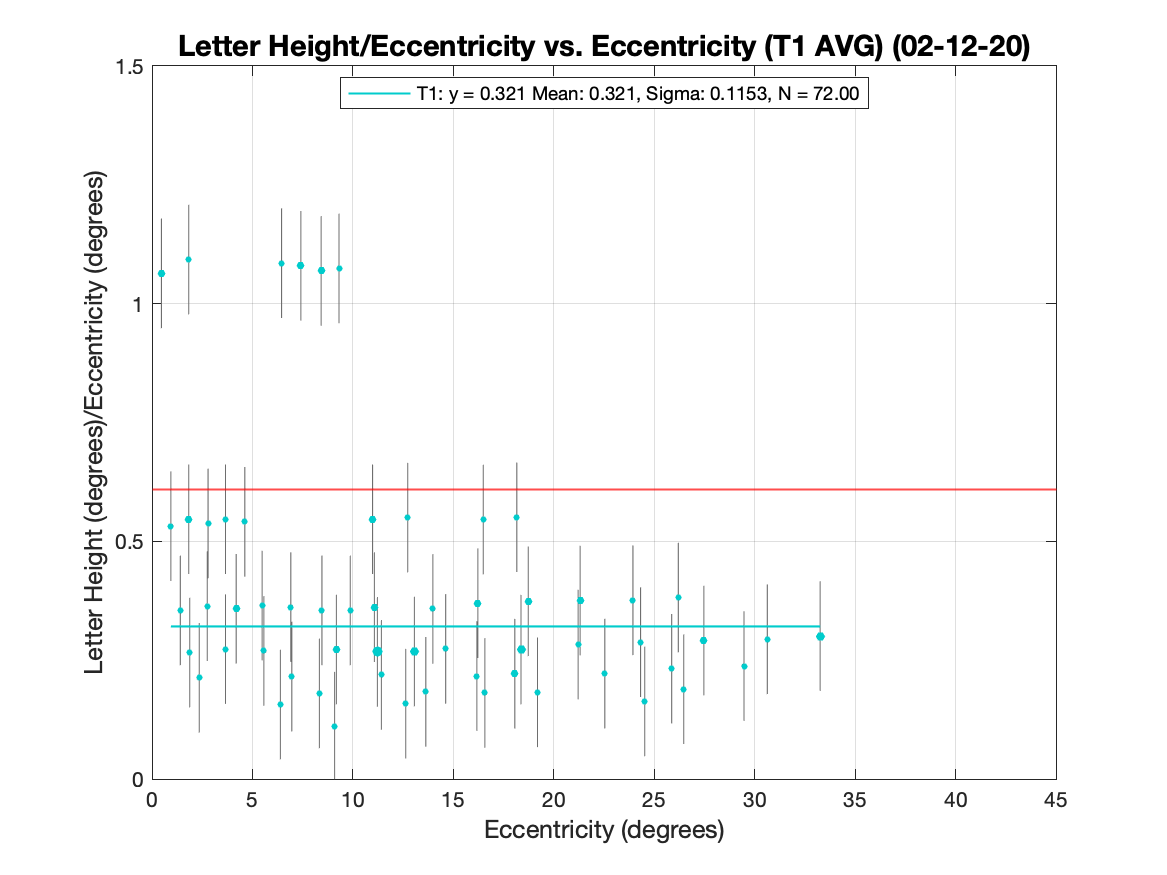 Letter Height/Eccentricity vs. Eccentricity (T1 AVG) (02-12-20)
T1: y = 0.321 Mean: 0.321, Sigma: 0.1153, N = 72.00
Letter Height (degrees)/Eccentricity (degrees)
1.5
1
0.5
0
0 5 10 15 20 25 30 35 40 45
Eccentricity (degrees)